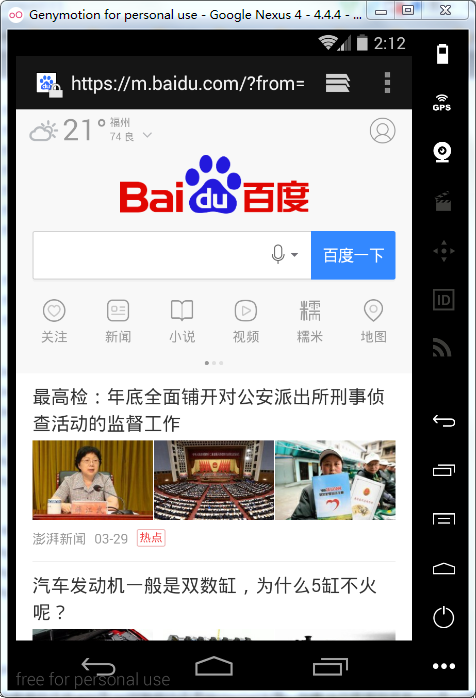 Genymotion for personal use - Google Nexus 4 - 4.4.4 - ...
2:12
https://m.baidu.com/?from=
21°
福州
74 良
Bai du 百度
百度一下
GPS
ID
关注 新闻 小说 视频 糯米 地图
最高检：年底全面铺开对公安派出所刑事侦
查活动的监督工作
澎湃新闻 03-29 热点
汽车发动机一般是双数缸，为什么5缸不火
呢？
free for personal use